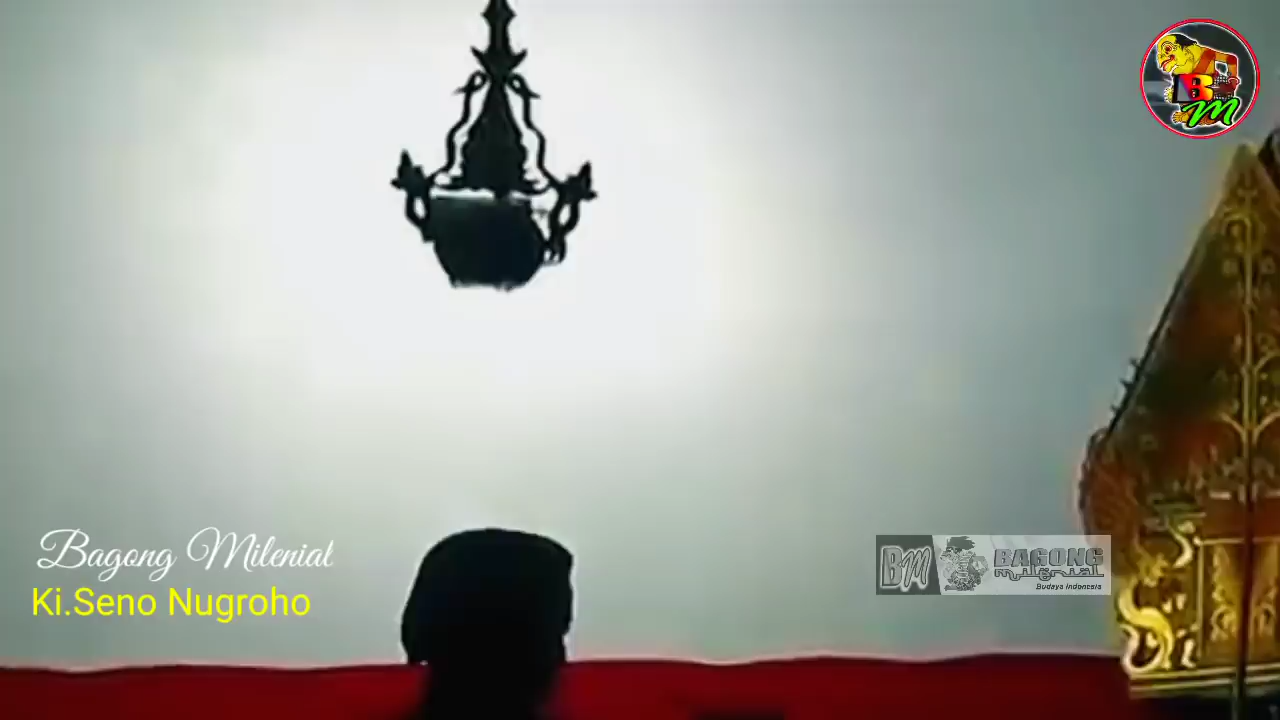 BM
Bagong Milenial
Ki.Seno Nugroho
BM BAGONG
milenial
Budaya Indonesia